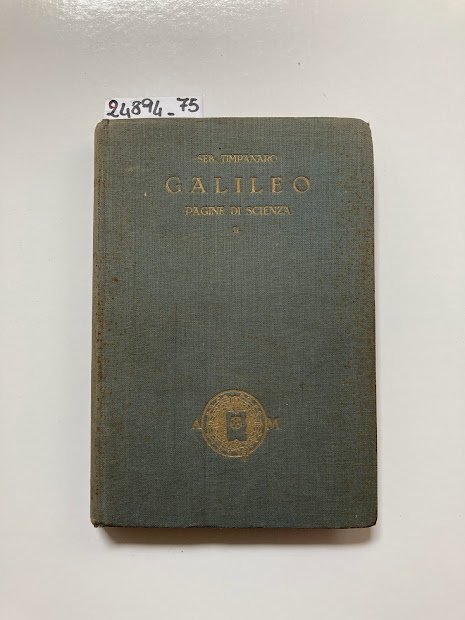 24894_75
SEB. TIMPANARO
GALILEO
PAGINE DI SCIENZA
A M